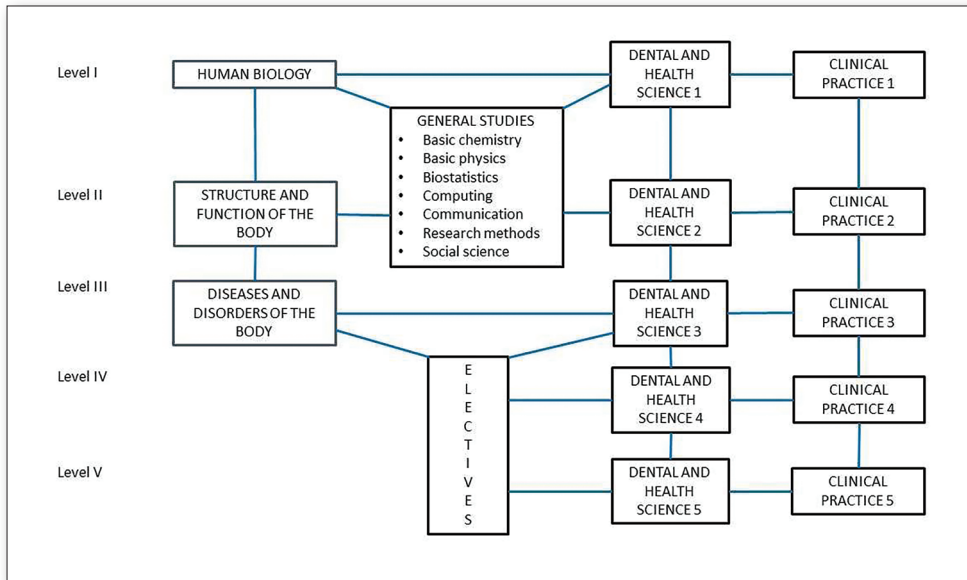 Level I
HUMAN BIOLOGY
DENTAL AND
HEALTH
SCIENCE 1
CLINICAL
PRACTICE 1
GENERAL STUDIES
• Basic chemistry
• Basic physics
• Biostatistics
• Computing
• Communication
• Research methods
• Social science
Level II
STRUCTURE AND
FUNCTION OF THE
BODY
DENTAL AND
HEALTH
SCIENCE 2
CLINICAL
PRACTICE 2
Level III
DISEASES AND
DISORDERS OF THE
BODY
DENTAL AND
HEALTH
SCIENCE 3
CLINICAL
PRACTICE 3
E
L
E
C
T
I
V
E
S
Level IV
DENTAL AND
HEALTH
SCIENCE 4
CLINICAL
PRACTICE 4
Level V
DENTAL AND
HEALTH
SCIENCE 5
CLINICAL
PRACTICE 5